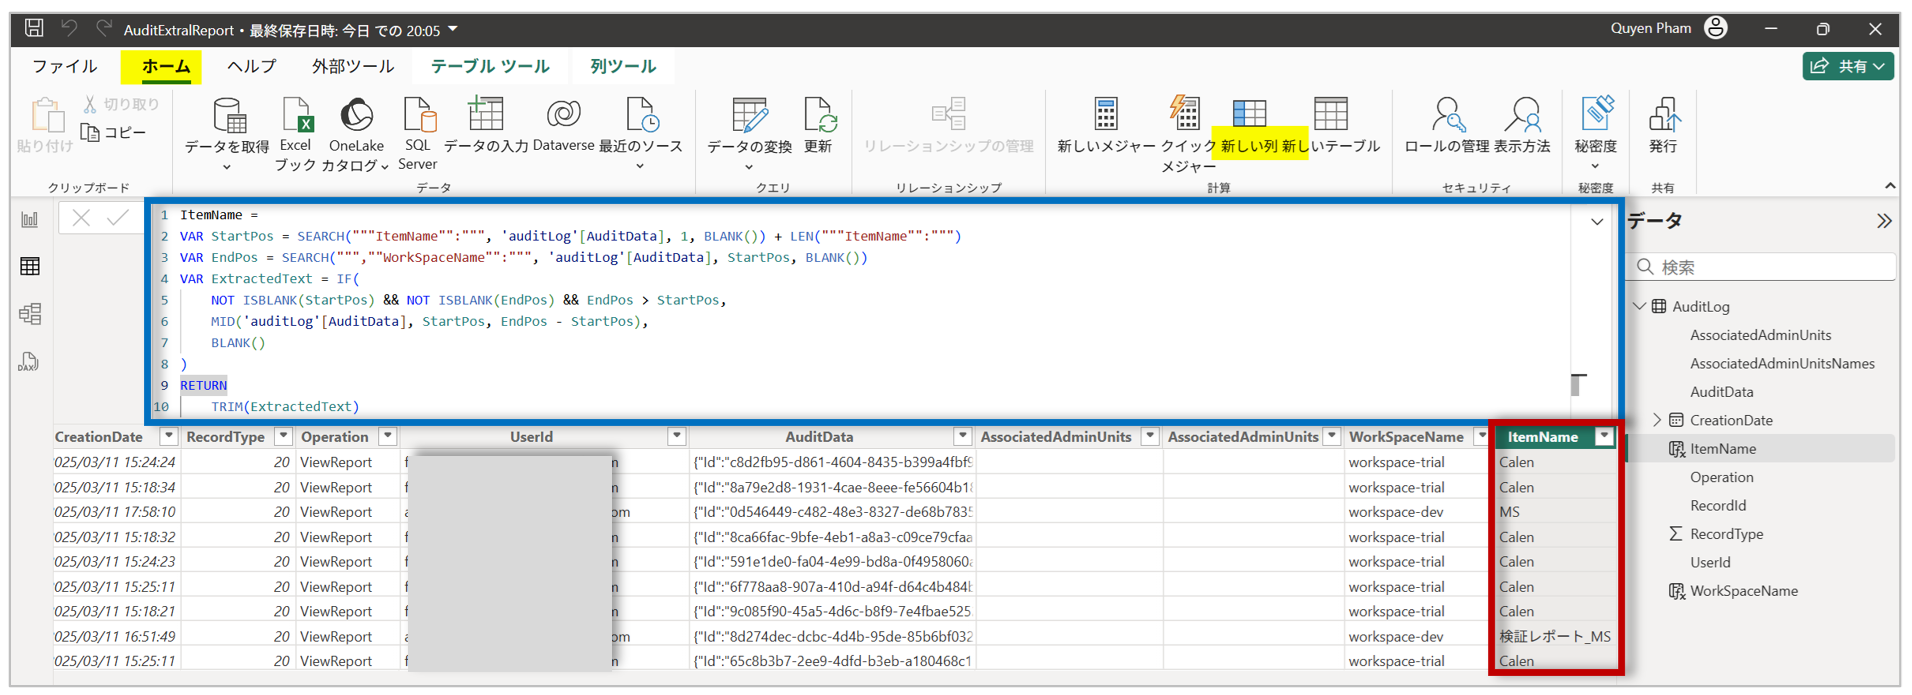 AuditExtralReport • 最終保存日時: 今日 での 20:05
Quyen Pham
ファイル ホーム ヘルプ 外部ツール テーブル ツール 列ツール
共有
貼り付け
切り取り
コピー
クリップボード
データを取得
Excel ブック
OneLake カタログ
SQL Server
データの入力
Dataverse
最近のソース
データ
データの変換
更新
クエリ
リレーションシップの管理
リレーションシップ
新しいメジャー
クイック メジャー
新しい列
新しいテーブル
計算
ロールの管理
表示方法
セキュリティ
秘密度
秘密度
発行
共有
DAX
1 ItemName =
2 VAR StartPos = SEARCH("""ItemName"":""", 'auditLog'[AuditData], 1, BLANK()) + LEN("""ItemName"":""")
3 VAR EndPos = SEARCH(""",""WorkSpaceName"":""", 'auditLog'[AuditData], StartPos, BLANK())
4 VAR ExtractedText = IF(
5 NOT ISBLANK(StartPos) && NOT ISBLANK(EndPos) && EndPos > StartPos,
6 MID('auditLog'[AuditData], StartPos, EndPos - StartPos),
7 BLANK()
8 )
9 RETURN
10 TRIM(ExtractedText)
CreationDate RecordType Operation UserId AuditData AssociatedAdminUnits AssociatedAdminUnits WorkSpaceName ItemName
025/03/11 15:24:24 20 ViewReport {"Id":"c8d2fb95-d861-4604-8435-b399a4fbf9 workspace-trial Calen
025/03/11 15:18:34 20 ViewReport {"Id":"8a79e2d8-1931-4cae-8eee-fe56604b18 workspace-trial Calen
025/03/11 17:58:10 20 ViewReport a om {"Id":"0d546449-c482-48e3-8327-de68b7835 workspace-dev MS
025/03/11 15:18:32 20 ViewReport {"Id":"8ca66fac-9bfe-4eb1-a8a3-c09ce79cfaa workspace-trial Calen
025/03/11 15:24:23 20 ViewReport {"Id":"591e1de0-fa04-4e99-bd8a-0f4958060 workspace-trial Calen
025/03/11 15:25:11 20 ViewReport {"Id":"6f778aa8-907a-410d-a94f-d64c4b484b workspace-trial Calen
025/03/11 15:18:21 20 ViewReport {"Id":"9c085f90-45a5-4d6c-b8f9-7e4fbae525 workspace-trial Calen
025/03/11 16:51:49 20 ViewReport a om {"Id":"8d274dec-dcbc-4d4b-95de-85b6bf032 workspace-dev 検証レポート_MS
025/03/11 15:25:11 20 ViewReport {"Id":"65c8b3b7-2ee9-4dfd-b3eb-a180468c1 workspace-trial Calen
データ
検索
AuditLog
AssociatedAdminUnits
AssociatedAdminUnitsNames
AuditData
CreationDate
ItemName
Operation
RecordId
RecordType
UserId
WorkSpaceName